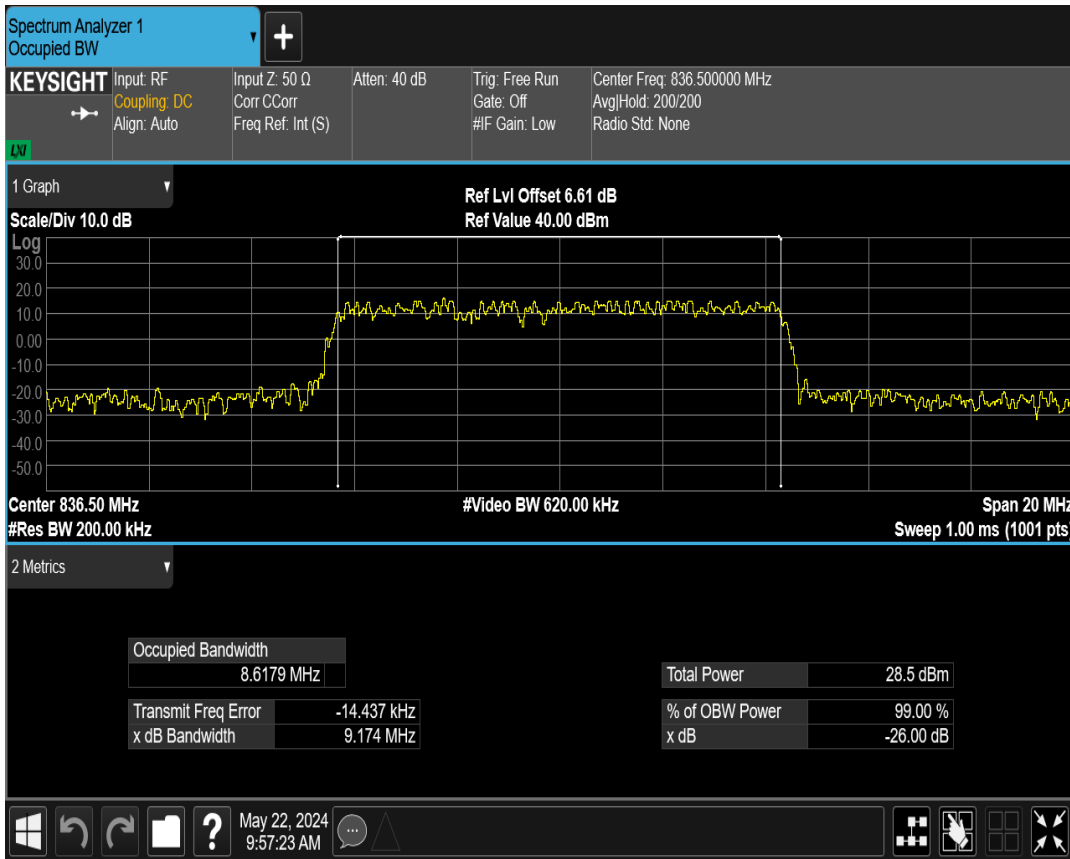 Spectrum Analyzer 1
Occupied BW
+
KEYSIGHT
LXI
Input: RF
Coupling: DC
Align: Auto
Input Z: 50 Ω
Corr CCorr
Freq Ref: Int (S)
Atten: 40 dB
Trig: Free Run
Gate: Off
#IF Gain: Low
Center Freq: 836.500000 MHz
Avg|Hold: 200/200
Radio Std: None
1 Graph
Scale/Div 10.0 dB
Ref Lvl Offset 6.61 dB
Ref Value 40.00 dBm
Log
30.0
20.0
10.0
0.00
-10.0
-20.0
-30.0
-40.0
-50.0
Center 836.50 MHz
#Video BW 620.00 kHz
Span 20 MHz
#Res BW 200.00 kHz
Sweep 1.00 ms (1001 pts)
2 Metrics
Occupied Bandwidth
8.6179 MHz
Total Power 28.5 dBm
Transmit Freq Error -14.437 kHz
% of OBW Power 99.00 %
x dB Bandwidth 9.174 MHz
x dB -26.00 dB
?
May 22, 2024
9:57:23 AM